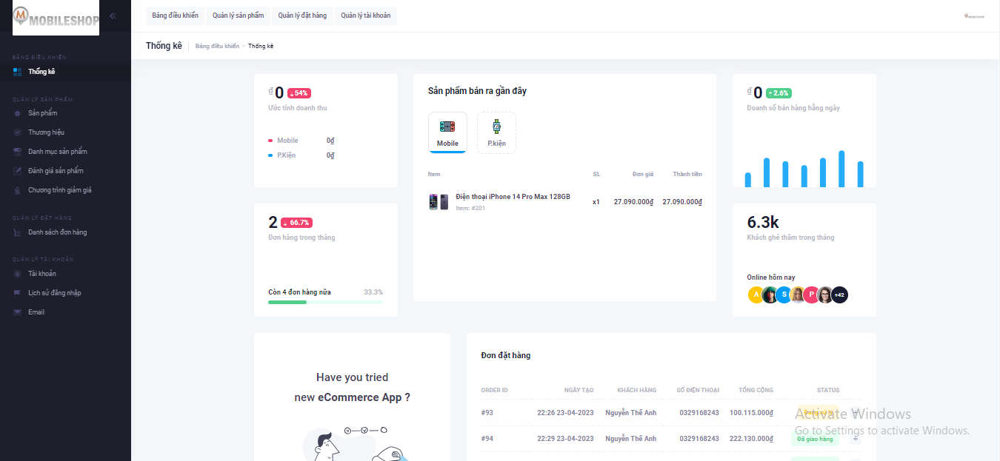 MOBILESHOP
Bảng điều khiển Quản lý sản phẩm Quản lý đặt hàng Quản lý tài khoản
MOBILESHOP
Thống kê Bảng điều khiển - Thống kê
BẢNG ĐIỀU KHIỂN
Thống kê
QUẢN LÝ SẢN PHẨM
Sản phẩm
Thương hiệu
Danh mục sản phẩm
Đánh giá sản phẩm
Chương trình giảm giá
QUẢN LÝ ĐẶT HÀNG
Danh sách đơn hàng
QUẢN LÝ TÀI KHOẢN
Tài khoản
Lịch sử đăng nhập
Email
₫ 0 ↓ 54%
Ước tính doanh thu
Mobile 0₫
P.Kiện 0₫
2 ↓ 66.7%
Đơn hàng trong tháng
Còn 4 đơn hàng nữa 33.3%
Sản phẩm bán ra gần đây
Mobile P.kiện
Item SL Đơn giá Thành tiền
Điện thoại iPhone 14 Pro Max 128GB x1 27.090.000₫ 27.090.000₫
Item: #201
₫ 0 ↑ 2.6%
Doanh số bán hàng hằng ngày
6.3k
Khách ghé thăm trong tháng
Online hôm nay
A S P +42
Have you tried
new eCommerce App ?
Đơn đặt hàng
ORDER ID NGÀY TẠO KHÁCH HÀNG SỐ ĐIỆN THOẠI TỔNG CỘNG STATUS
#93 22:26 23-04-2023 Nguyễn Thế Anh 0329168243 100.115.000₫
#94 22:29 23-04-2023 Nguyễn Thế Anh 0329168243 222.130.000₫ Đã giao hàng +
Activate Windows
Go to Settings to activate Windows.